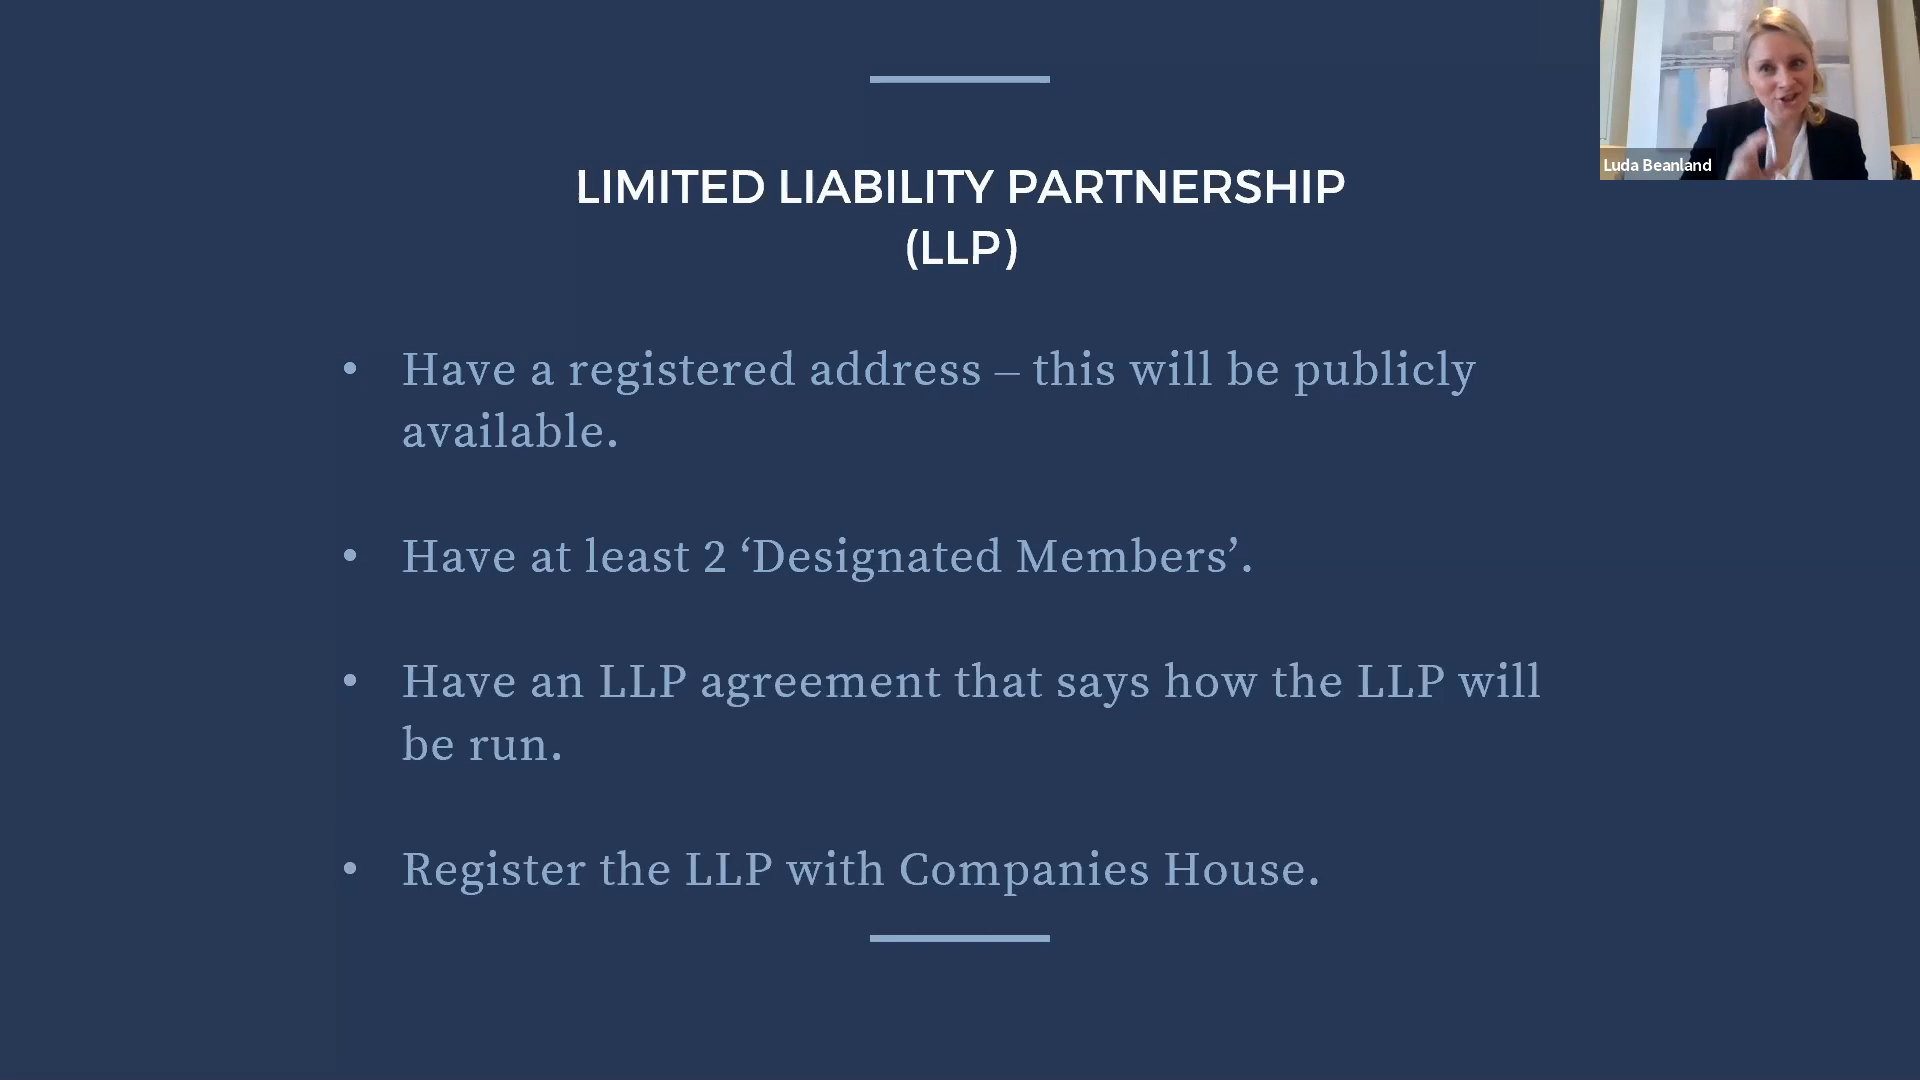 Luda Beanland
LIMITED LIABILITY PARTNERSHIP
(LLP)
• Have a registered address – this will be publicly
available.
• Have at least 2 ‘Designated Members’.
• Have an LLP agreement that says how the LLP will
be run.
• Register the LLP with Companies House.